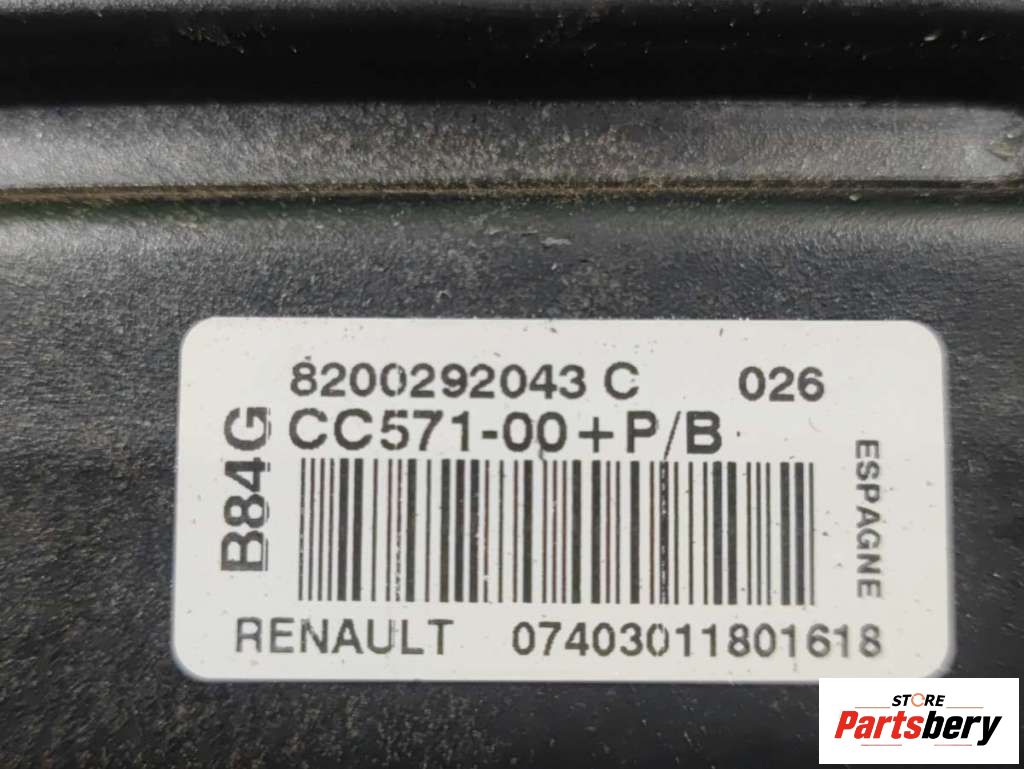 8200292043 C 026
CC571-00+P/B
B84G
ESPAGNE
RENAULT 07403011801618
STORE
Partsbery